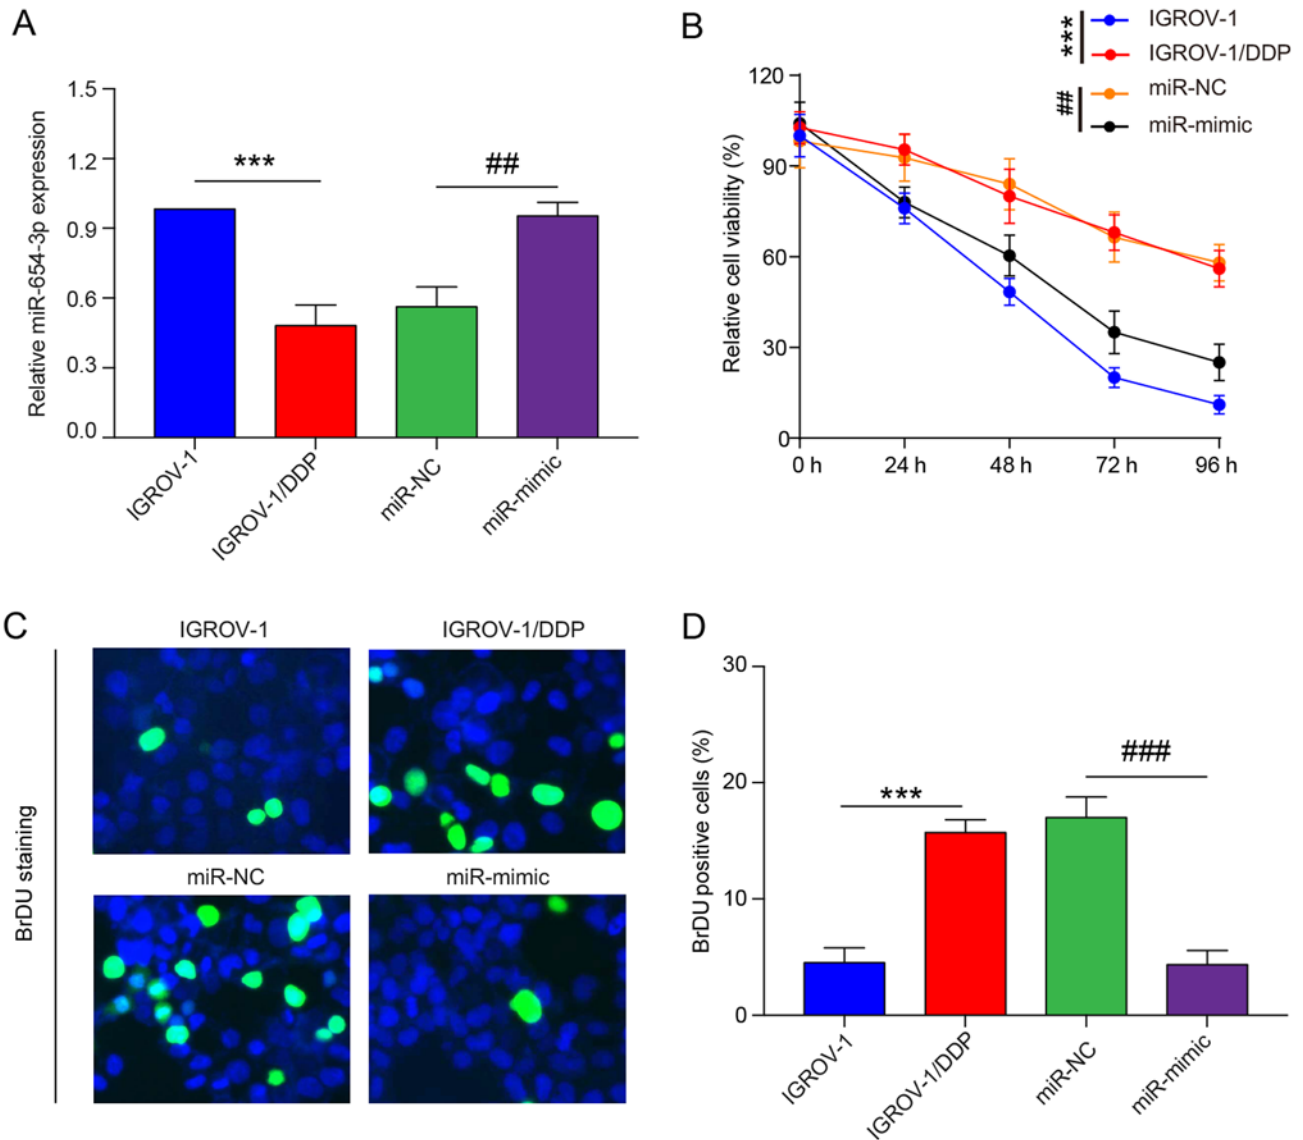 A
1.5
1.2
0.9
0.6
0.3
0.0
Relative miR-654-3p expression
***
##
IGROV-1
IGROV-1/DDP
miR-NC
miR-mimic
B
***
IGROV-1
IGROV-1/DDP
##
miR-NC
miR-mimic
120
90
60
30
0
Relative cell viability (%)
0 h
24 h
48 h
72 h
96 h
C
BrDU staining
IGROV-1
IGROV-1/DDP
miR-NC
miR-mimic
D
30
20
10
0
BrDU positive cells (%)
***
###
IGROV-1
IGROV-1/DDP
miR-NC
miR-mimic